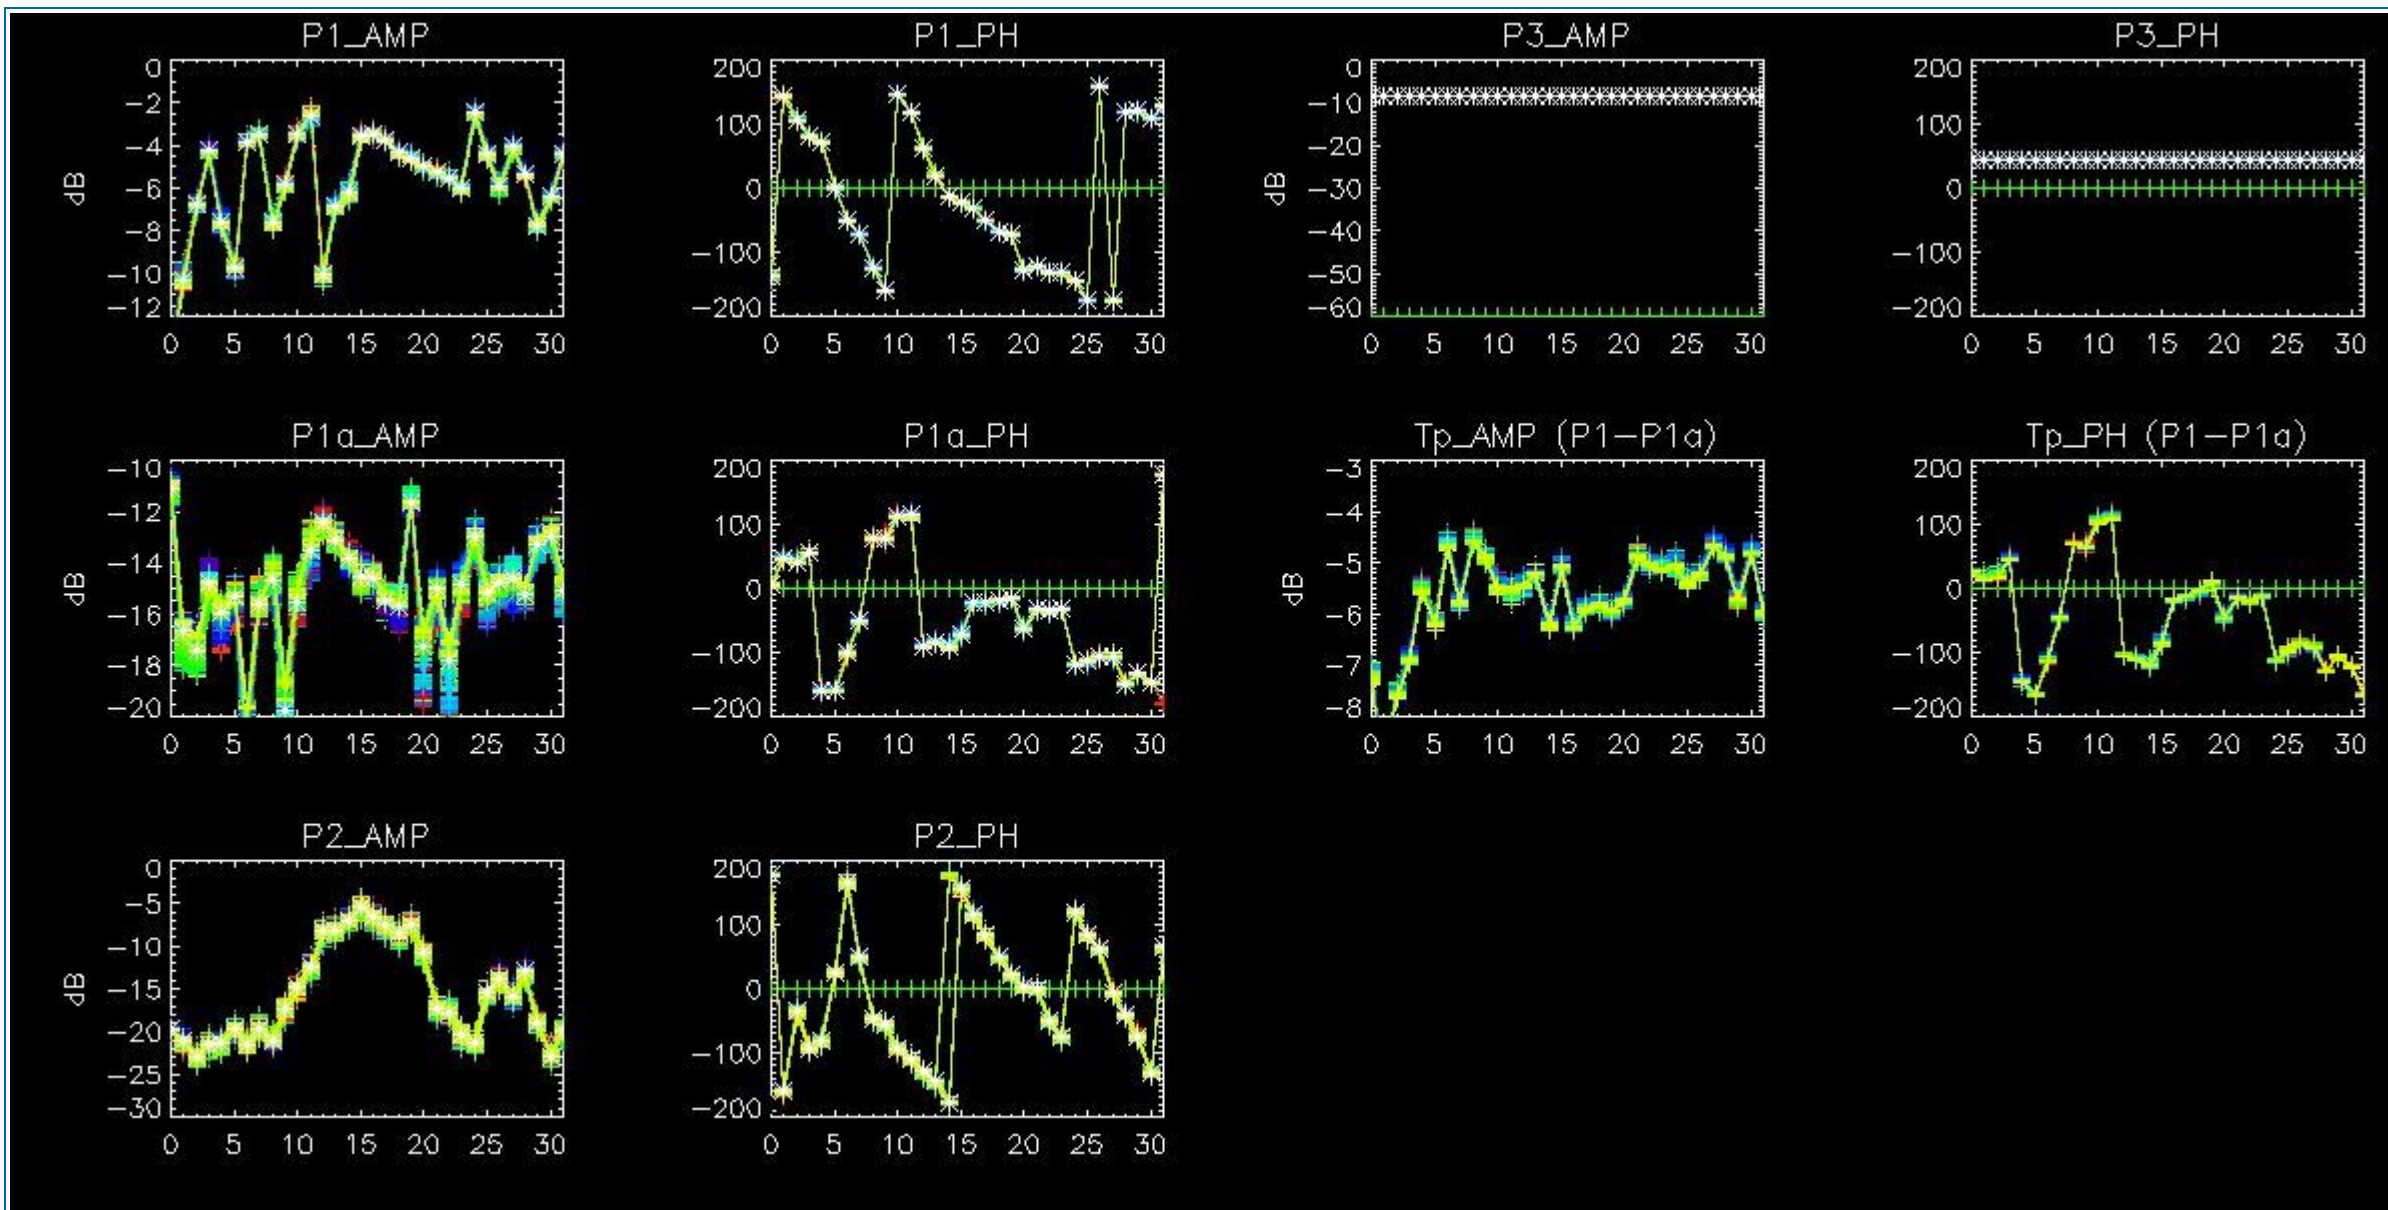 P1_AMP
P1_PH
P3_AMP
P3_PH
0
−2
−4
−6
−8
−10
−12
dB
0 5 10 15 20 25 30
200
100
0
−100
−200
0 5 10 15 20 25 30
0
−10
−20
−30
−40
−50
−60
dB
0 5 10 15 20 25 30
200
100
0
−100
−200
0 5 10 15 20 25 30
P1a_AMP
P1a_PH
Tp_AMP (P1−P1a)
Tp_PH (P1−P1a)
−10
−12
−14
−16
−18
−20
dB
0 5 10 15 20 25 30
200
100
0
−100
−200
0 5 10 15 20 25 30
−3
−4
−5
−6
−7
−8
dB
0 5 10 15 20 25 30
200
100
0
−100
−200
0 5 10 15 20 25 30
P2_AMP
P2_PH
0
−5
−10
−15
−20
−25
−30
dB
0 5 10 15 20 25 30
200
100
0
−100
−200
0 5 10 15 20 25 30